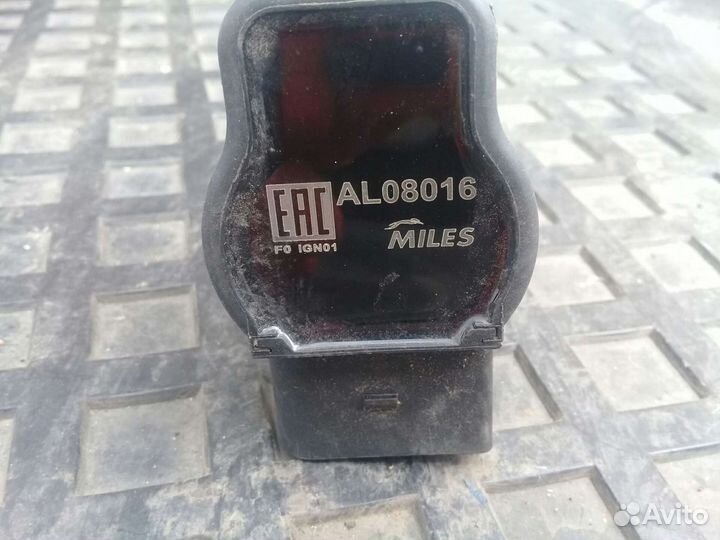 EAC AL08016
F0 IGN01 MILES
Avito